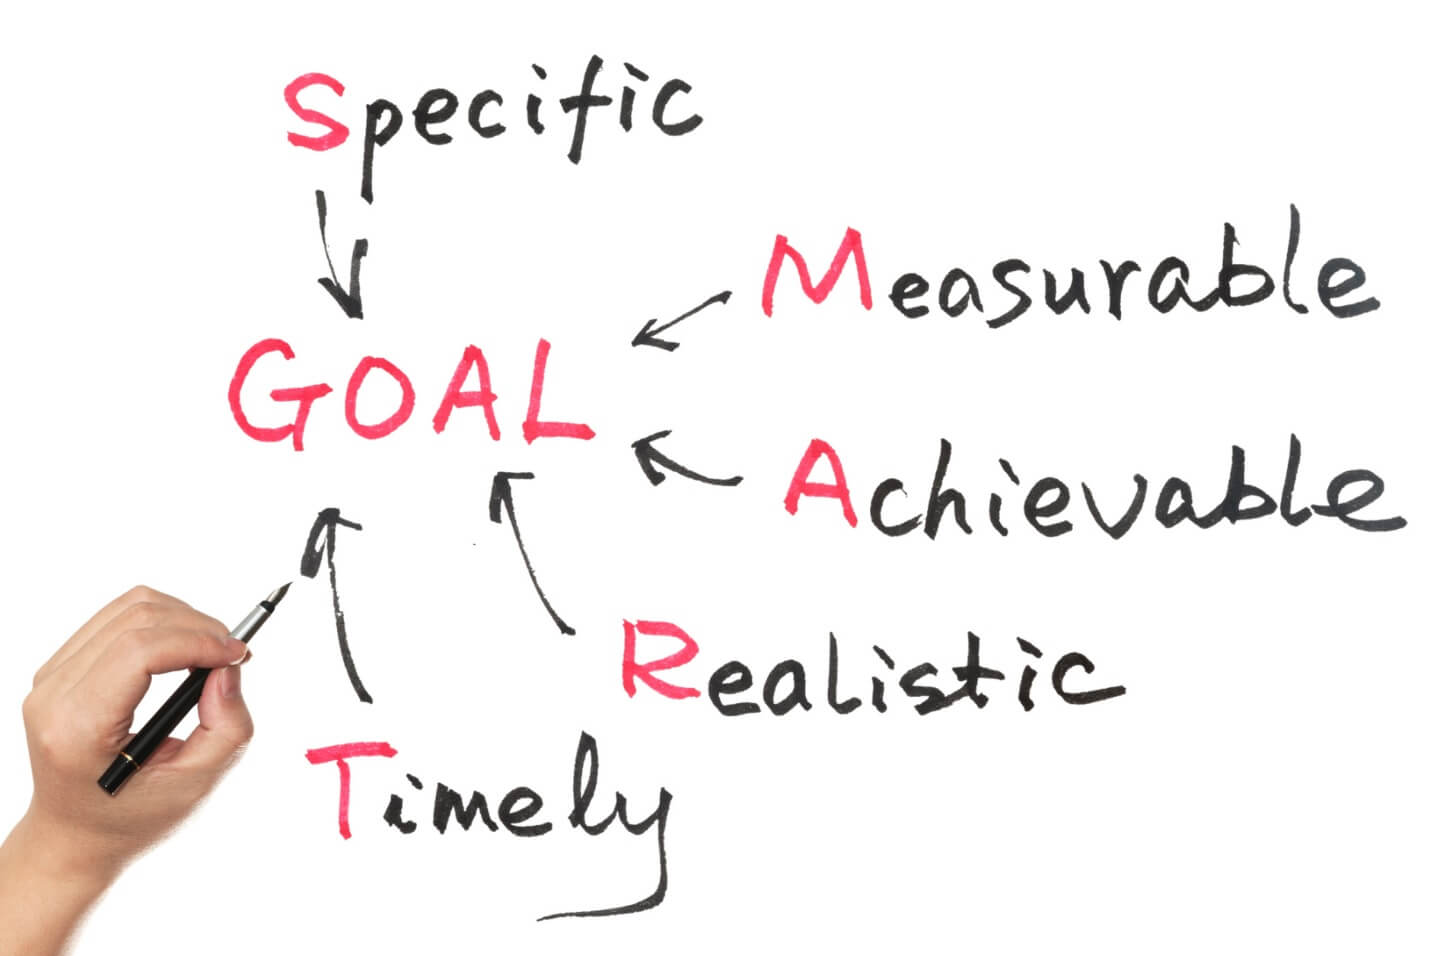 Specific
Measurable
GOAL
Achievable
Realistic
Timely